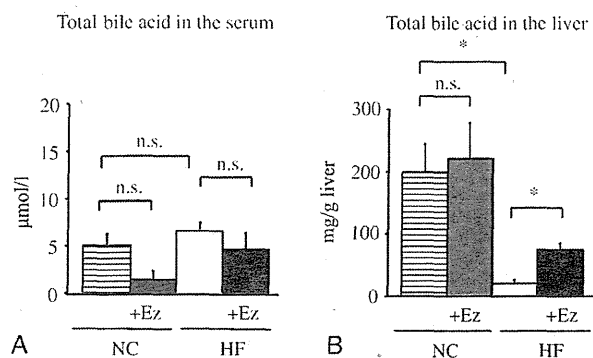 Total bile acid in the serum
20
15
10
5
0
μmol/l
n.s.
n.s.
n.s.
+Ez
+Ez
NC
HF
A
Total bile acid in the liver
*
n.s.
*
300
200
100
0
mg/g liver
+Ez
+Ez
NC
HF
B